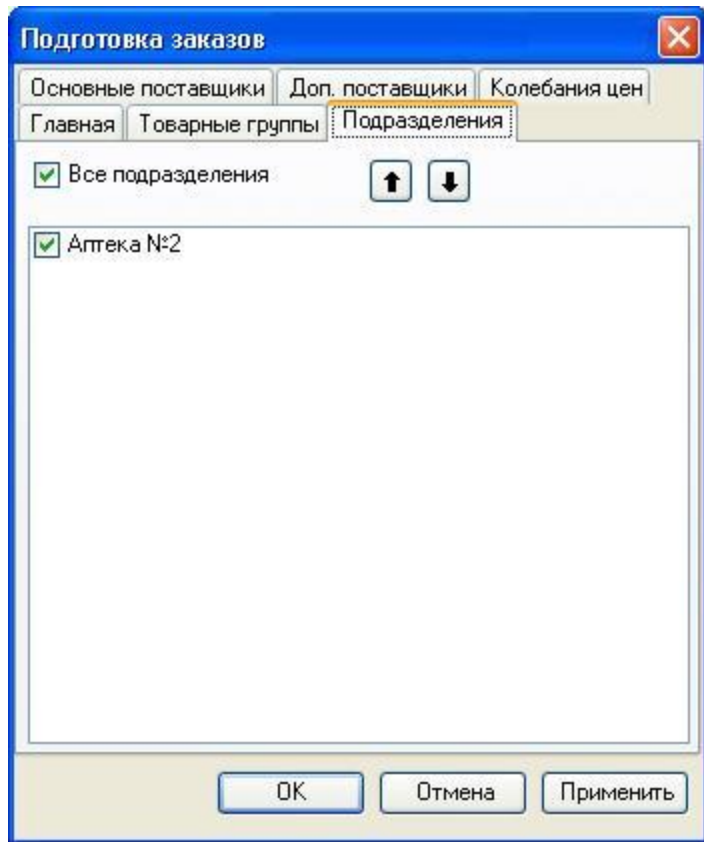 Подготовка заказов
Основные поставщики Доп. поставщики Колебания цен
Главная Товарные группы Подразделения
Все подразделения
Аптека №2
OK Отмена Применить